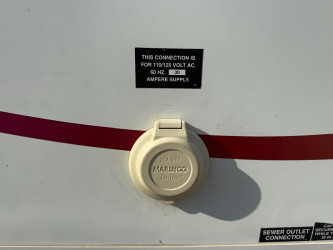 THIS CONNECTION IS
FOR 110/125 VOLT AC.
60 HZ. 30
AMPERE SUPPLY.
MARINCO
SEWER OUTLET
CONNECTION